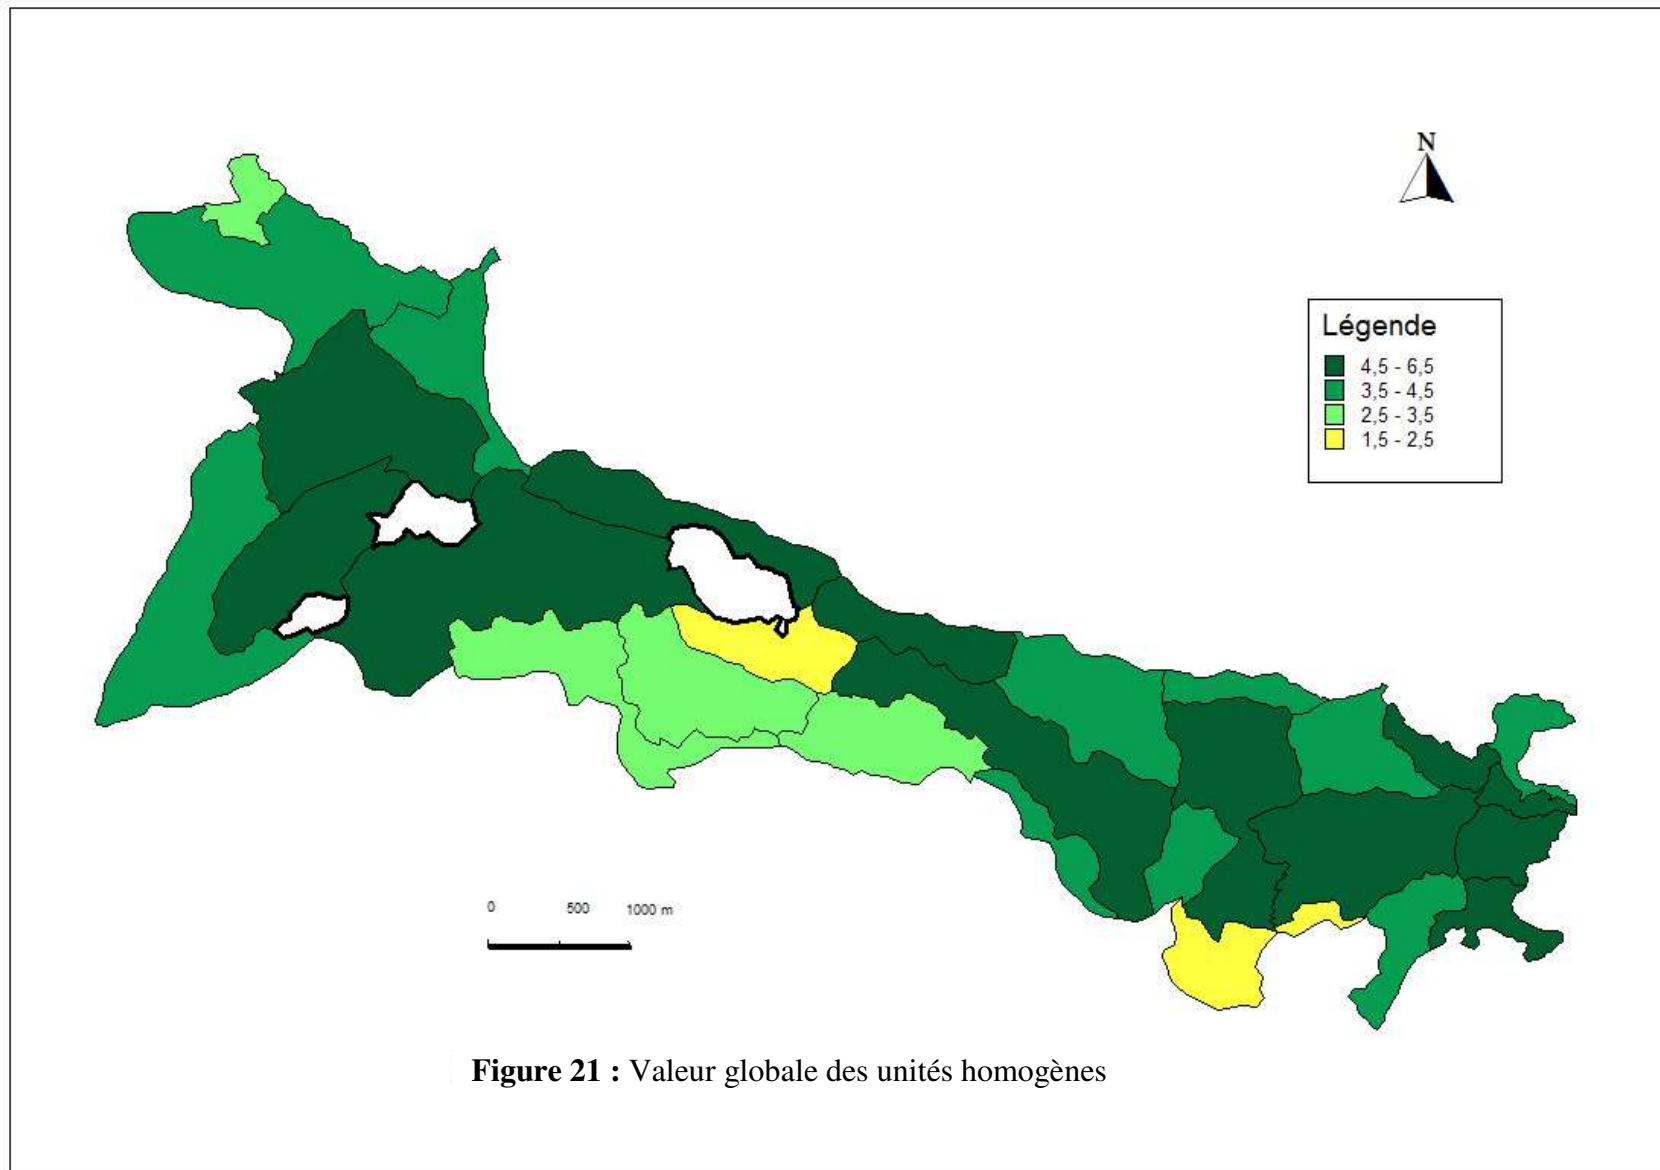 N
Légende
4,5 - 6,5
3,5 - 4,5
2,5 - 3,5
1,5 - 2,5
0 500 1000 m
Figure 21 : Valeur globale des unités homogènes